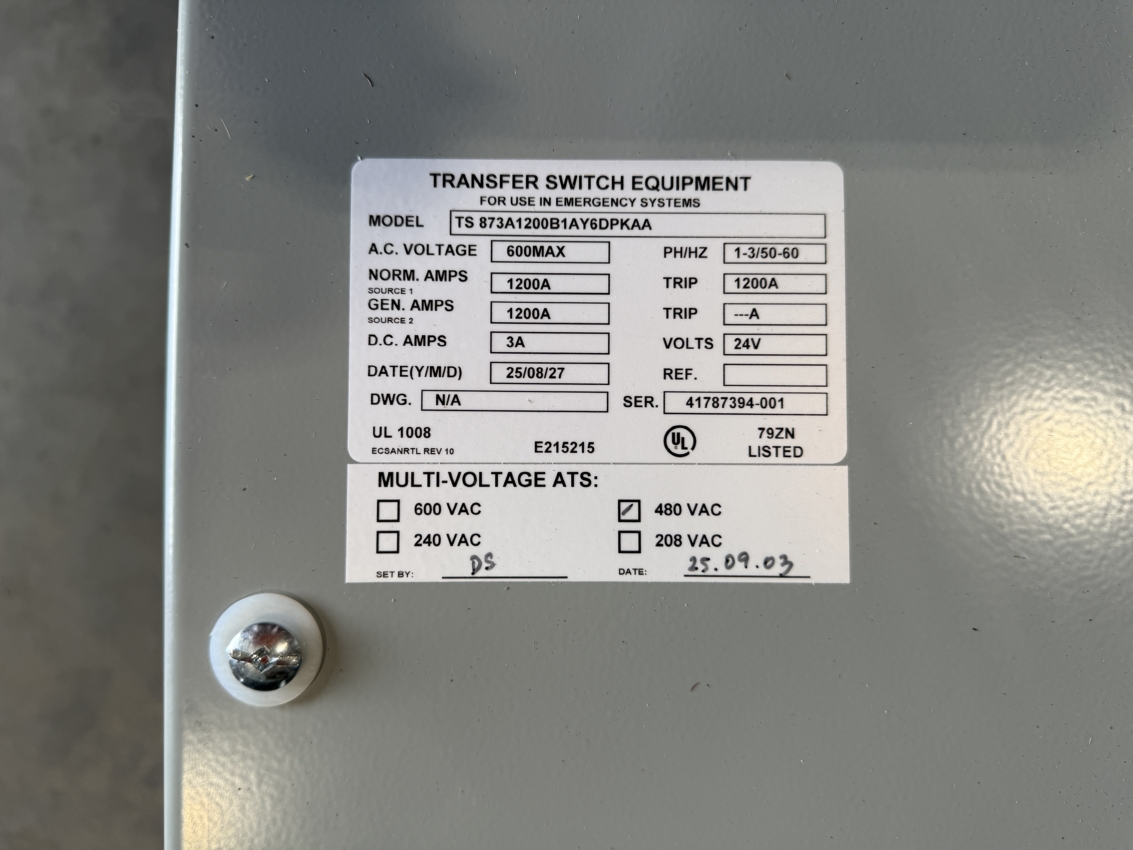 TRANSFER SWITCH EQUIPMENT
FOR USE IN EMERGENCY SYSTEMS
MODEL TS 873A1200B1AY6DPKAA
A.C. VOLTAGE 600MAX PH/HZ 1-3/50-60
NORM. AMPS 1200A TRIP 1200A
SOURCE 1
GEN. AMPS 1200A TRIP ---A
SOURCE 2
D.C. AMPS 3A VOLTS 24V
DATE(Y/M/D) 25/08/27 REF.
DWG. N/A SER. 41787394-001
UL 1008 UL 79ZN
ECSANRTL REV 10 E215215 LISTED
MULTI-VOLTAGE ATS:
600 VAC 480 VAC
240 VAC 208 VAC
SET BY: DS DATE: 25.09.03